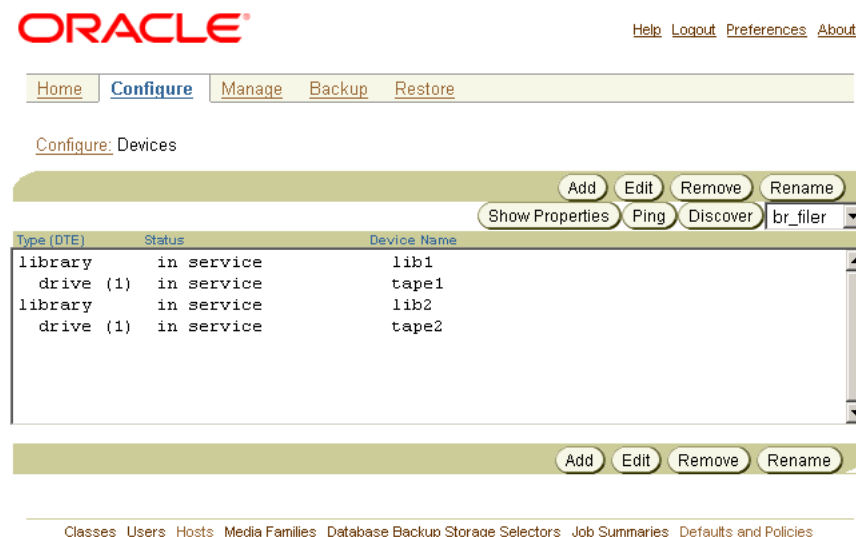 ORACLE®
Help Logout Preferences About
Home Configure Manage Backup Restore
Configure: Devices
Add Edit Remove Rename
Show Properties Ping Discover br_filer
Type (DTE) Status Device Name
library in service lib1
drive (1) in service tape1
library in service lib2
drive (1) in service tape2
Add Edit Remove Rename
Classes Users Hosts Media Families Database Backup Storage Selectors Job Summaries Defaults and Policies